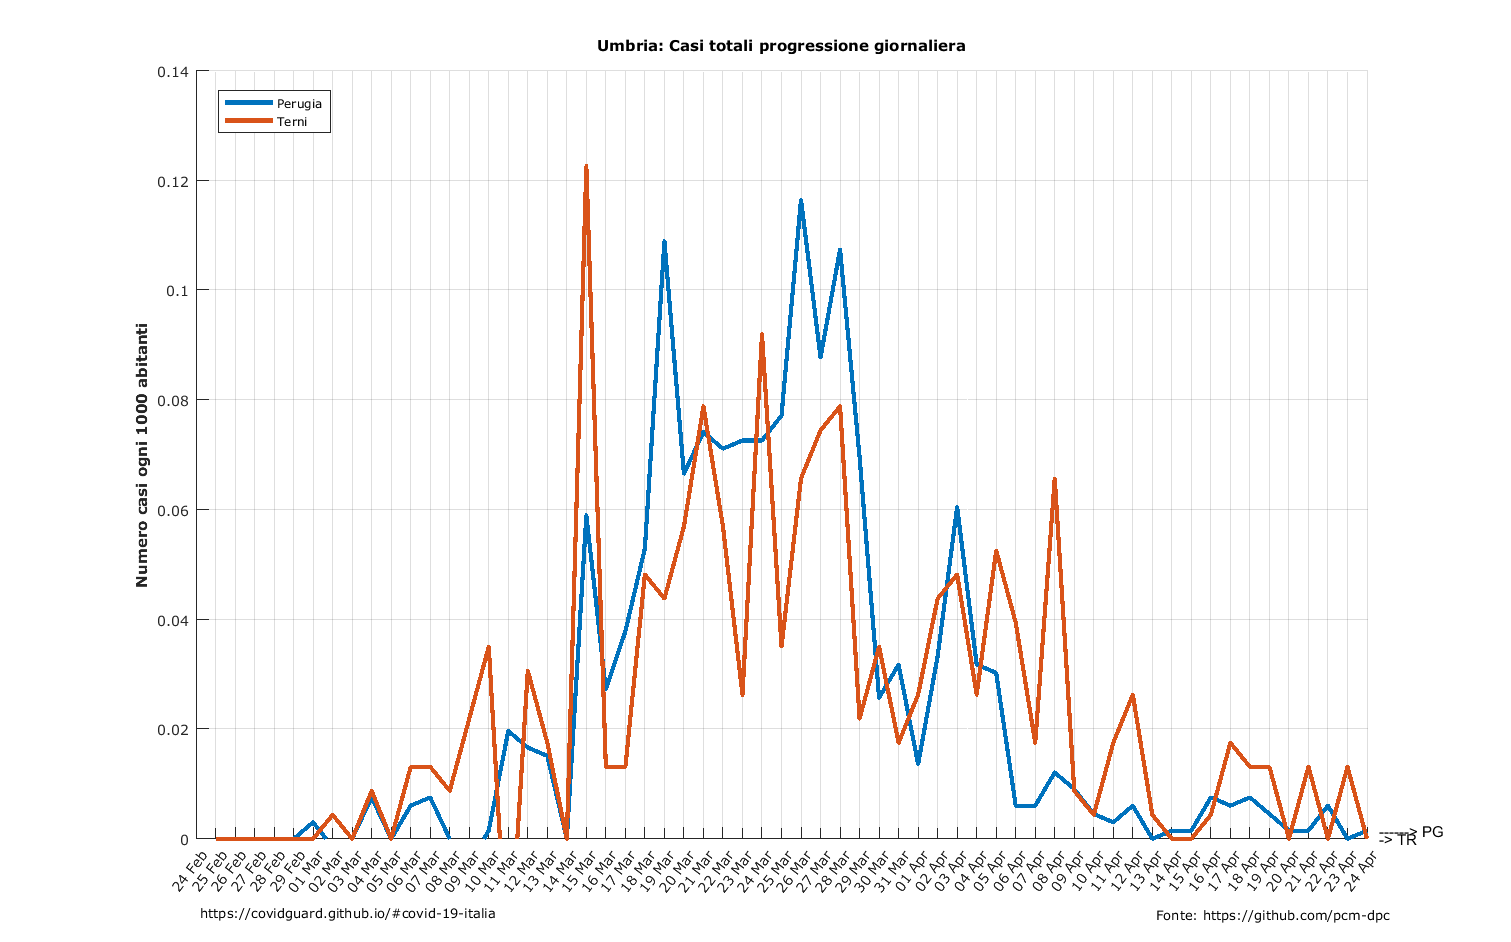 Umbria: Casi totali progressione giornaliera
Numero casi ogni 1000 abitanti
0.14
0.12
0.1
0.08
0.06
0.04
0.02
0
Perugia
Terni
------> PG
-> TR
24 Feb
25 Feb
26 Feb
27 Feb
28 Feb
29 Feb
01 Mar
02 Mar
03 Mar
04 Mar
05 Mar
06 Mar
07 Mar
08 Mar
09 Mar
10 Mar
11 Mar
12 Mar
13 Mar
14 Mar
15 Mar
16 Mar
17 Mar
18 Mar
19 Mar
20 Mar
21 Mar
22 Mar
23 Mar
24 Mar
25 Mar
26 Mar
27 Mar
28 Mar
29 Mar
30 Mar
31 Mar
01 Apr
02 Apr
03 Apr
04 Apr
05 Apr
06 Apr
07 Apr
08 Apr
09 Apr
10 Apr
11 Apr
12 Apr
13 Apr
14 Apr
15 Apr
16 Apr
17 Apr
18 Apr
19 Apr
20 Apr
21 Apr
22 Apr
23 Apr
24 Apr
https://covidguard.github.io/#covid-19-italia
Fonte: https://github.com/pcm-dpc